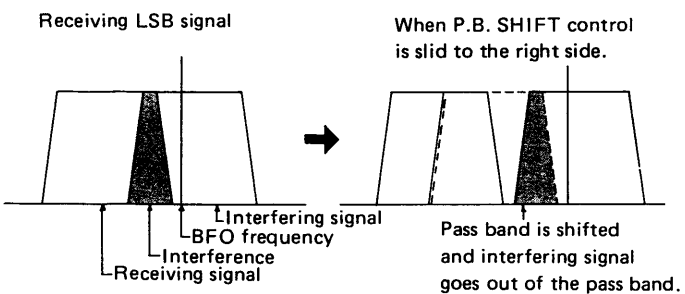 Receiving LSB signal
When P.B. SHIFT control
is slid to the right side.
Interfering signal
BFO frequency
Interference
Receiving signal
Pass band is shifted
and interfering signal
goes out of the pass band.